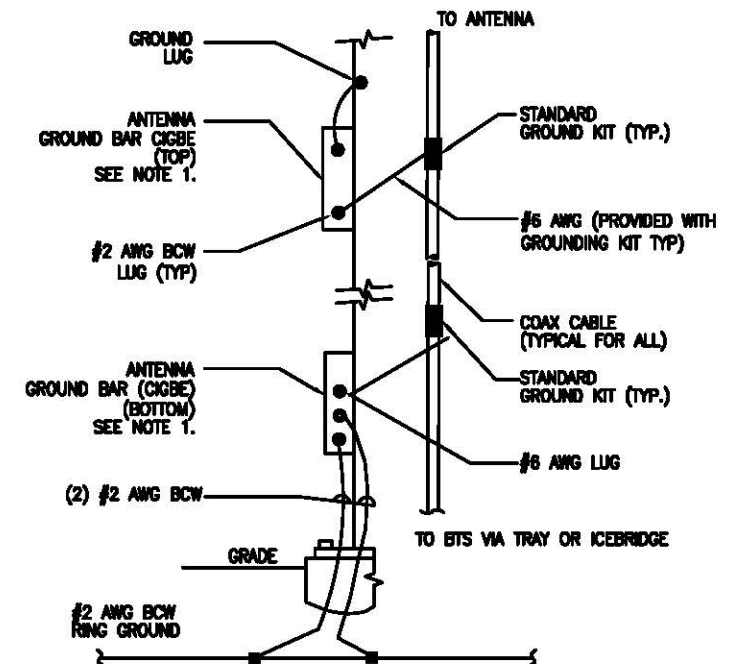 TO ANTENNA
GROUND
LUG
ANTENNA
GROUND BAR CIGBE
(TOP)
SEE NOTE 1.
STANDARD
GROUND KIT (TYP.)
#2 AWG BCW
LUG (TYP)
#6 AWG (PROVIDED WITH
GROUNDING KIT TYP)
COAX CABLE
(TYPICAL FOR ALL)
ANTENNA
GROUND BAR (CIGBE)
(BOTTOM)
SEE NOTE 1.
STANDARD
GROUND KIT (TYP.)
#6 AWG LUG
(2) #2 AWG BCW
TO BTS VIA TRAY OR ICEBRIDGE
GRADE
#2 AWG BCW
RING GROUND